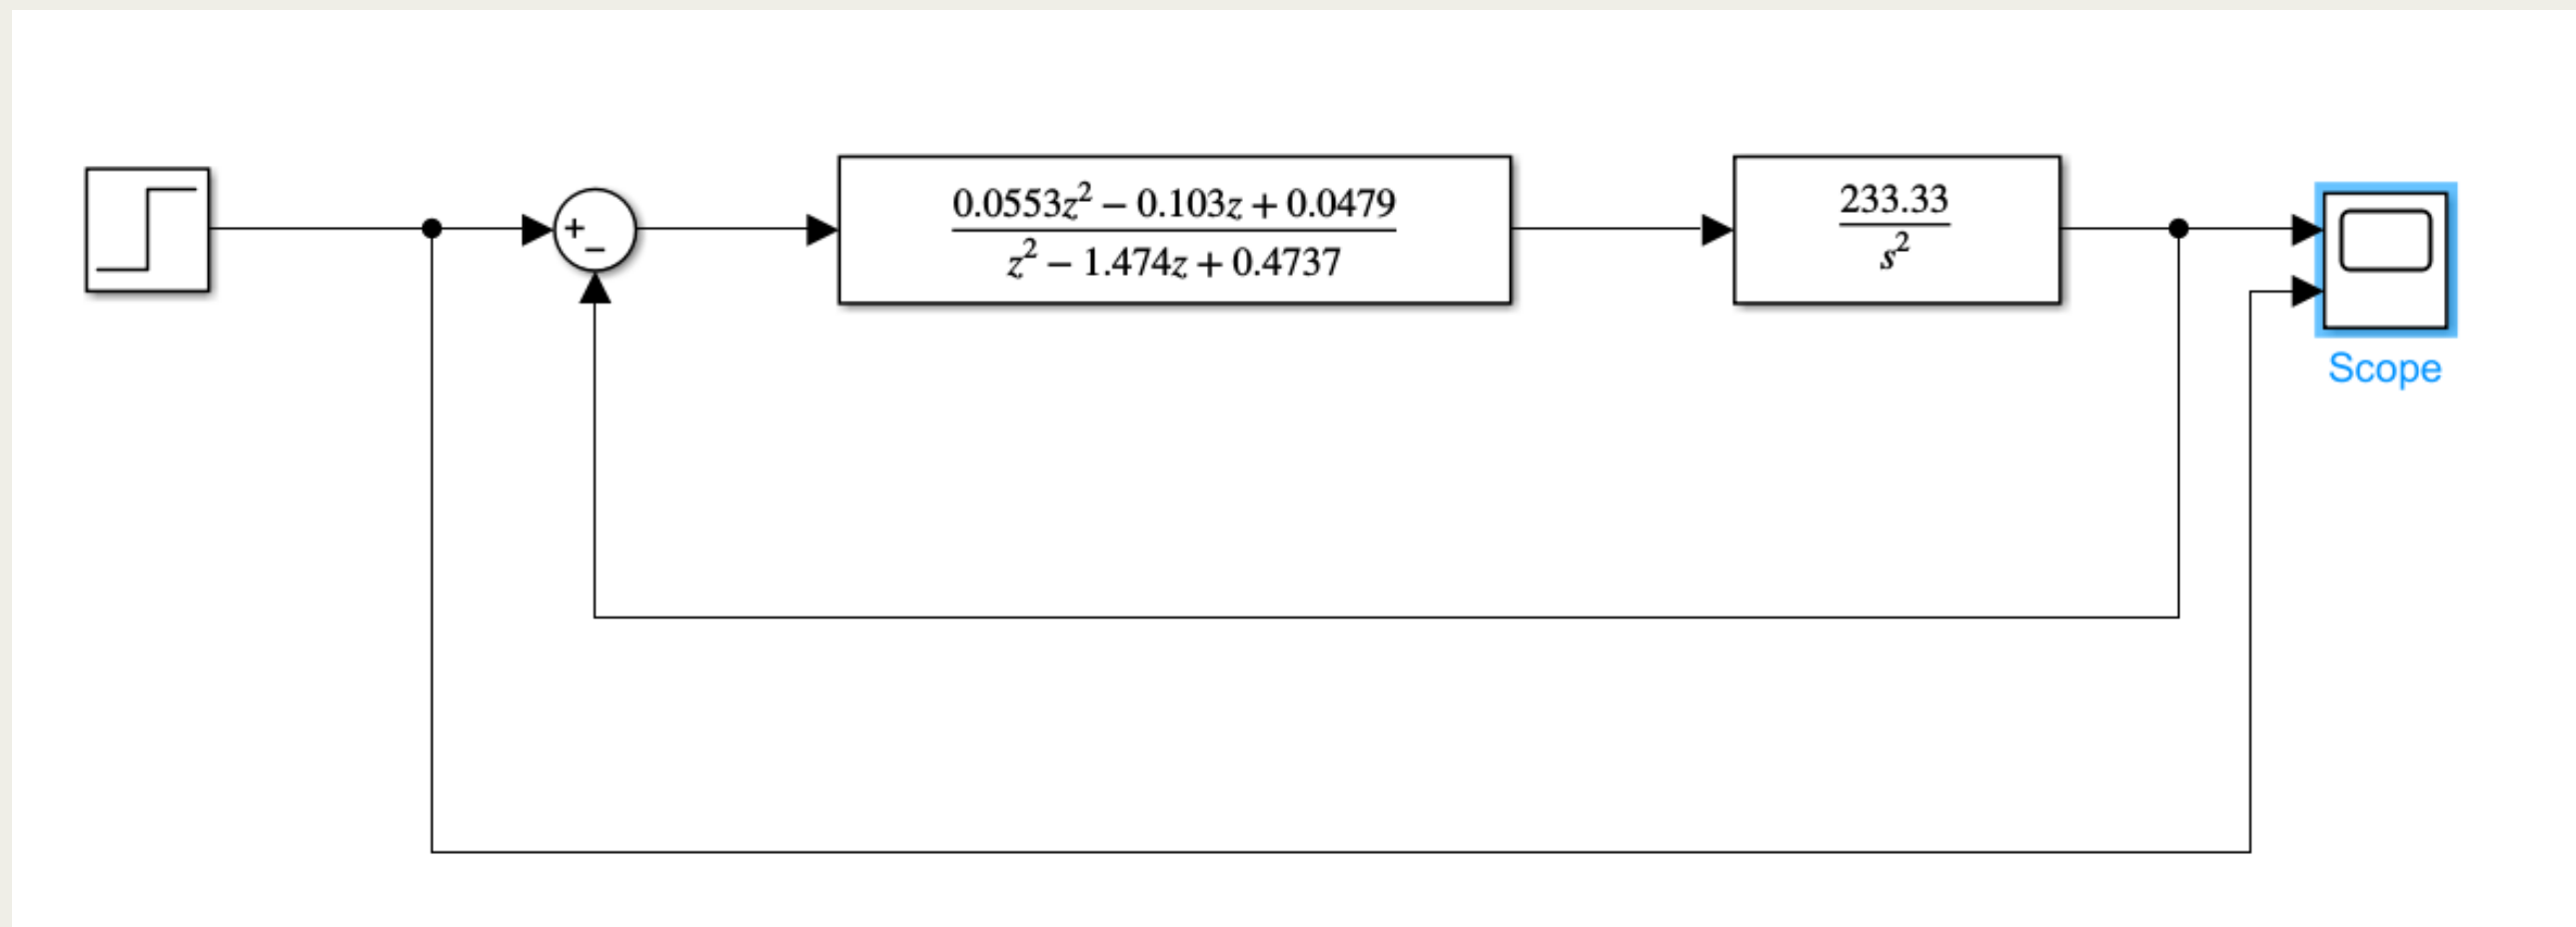 +
−
0.0553z² − 0.103z + 0.0479
z² − 1.474z + 0.4737
233.33
s²
Scope